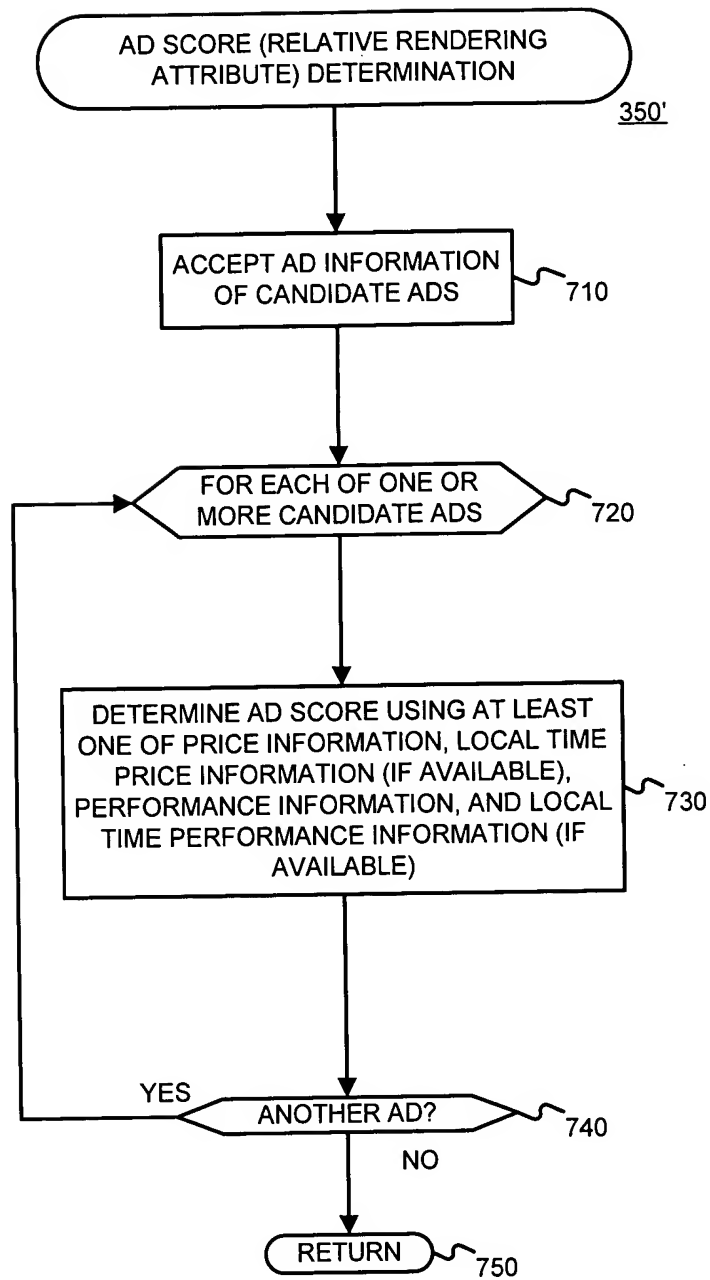 AD SCORE (RELATIVE RENDERING
ATTRIBUTE) DETERMINATION
350'
ACCEPT AD INFORMATION
OF CANDIDATE ADS
710
FOR EACH OF ONE OR
MORE CANDIDATE ADS
720
DETERMINE AD SCORE USING AT LEAST
ONE OF PRICE INFORMATION, LOCAL TIME
PRICE INFORMATION (IF AVAILABLE),
PERFORMANCE INFORMATION, AND LOCAL
TIME PERFORMANCE INFORMATION (IF
AVAILABLE)
730
YES
ANOTHER AD?
740
NO
RETURN
750